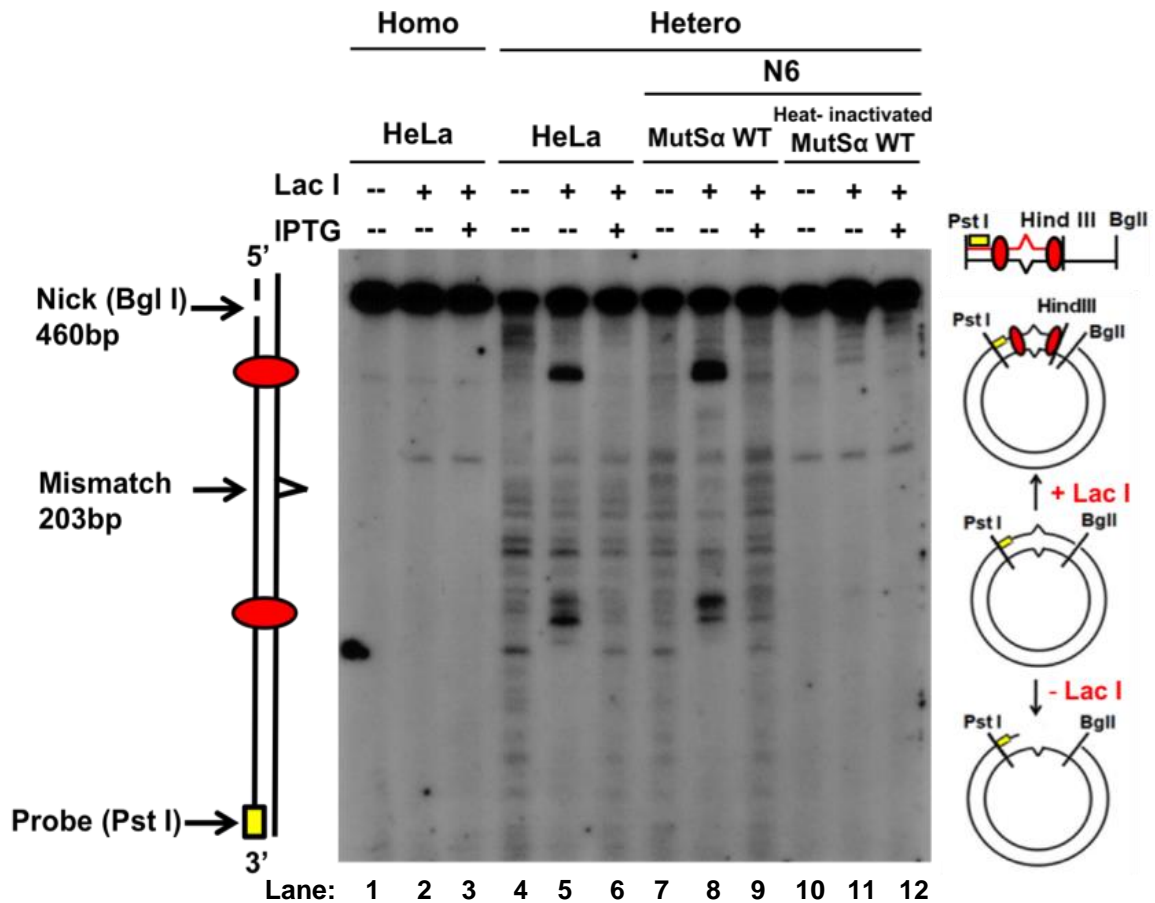 Homo
Hetero
N6
HeLa
HeLa
MutSα WT
Heat- inactivated
MutSα WT
Lac I -- + + -- + + -- + + -- + +
IPTG -- -- + -- -- + -- -- + -- -- +
5’
Nick (Bgl I)
460bp
Mismatch
203bp
Probe (Pst I)
3’
Lane: 1 2 3 4 5 6 7 8 9 10 11 12
Pst I Hind III BglI
HindIII
Pst I
BglI
+ Lac I
Pst I
BglI
- Lac I
Pst I
BglI